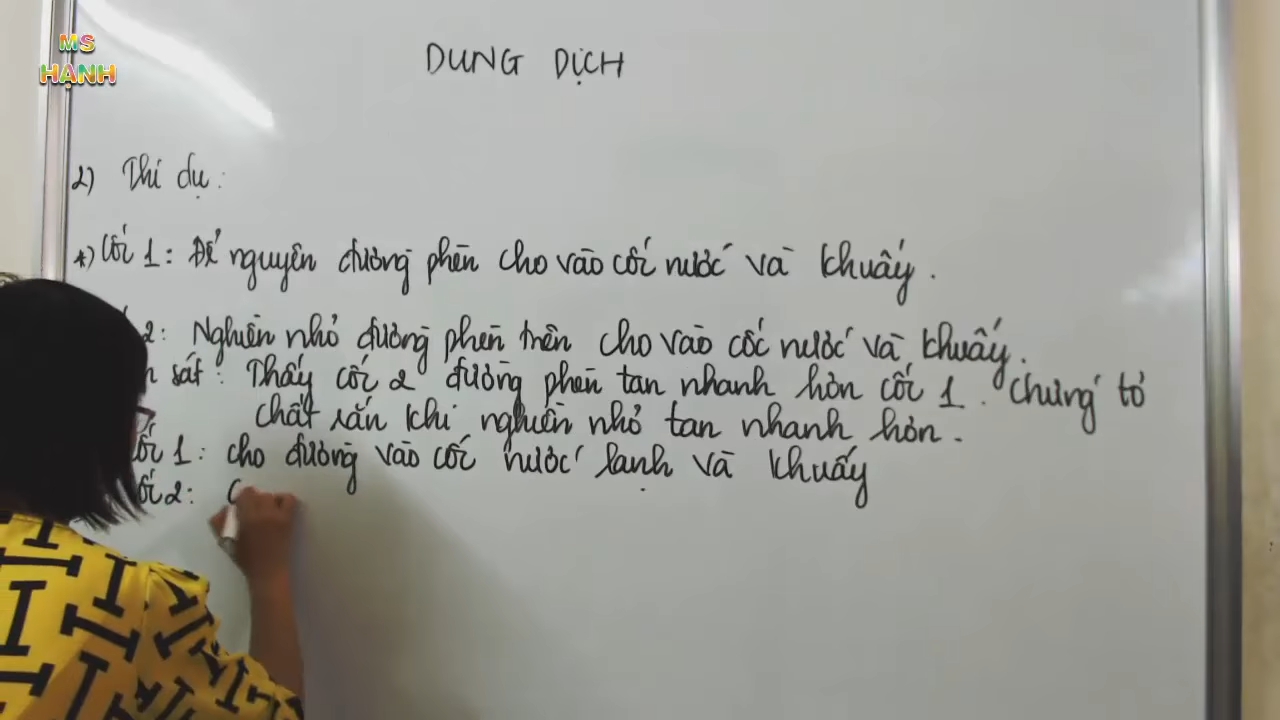 MS
HẠNH
DUNG DỊCH
2) Thí dụ:
*) Cốc 1: Để nguyên đường phèn cho vào cốc nước và khuấy.
2: Nghiền nhỏ đường phèn trên cho vào cốc nước và khuấy.
sát: Thấy cốc 2 đường phèn tan nhanh hơn cốc 1. Chứng tỏ
chất rắn khi nghiền nhỏ tan nhanh hơn.
1: cho đường vào cốc nước lạnh và khuấy
2: C